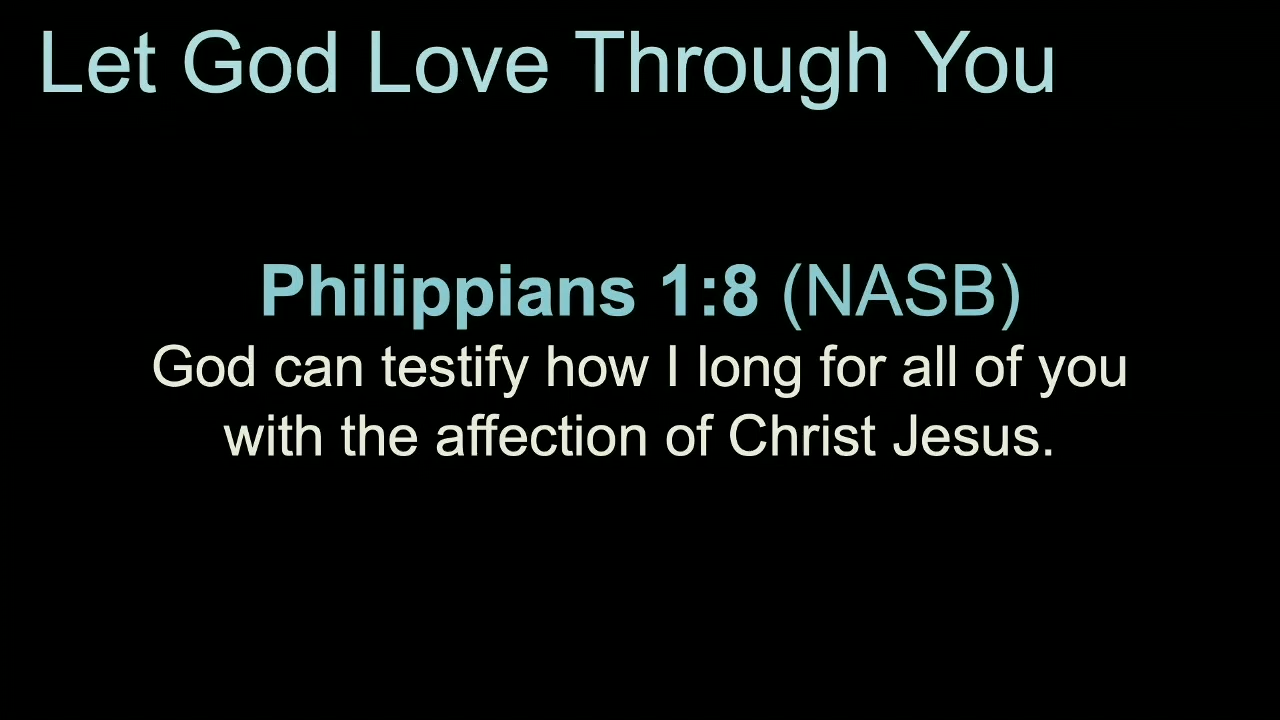 Let God Love Through You
Philippians 1:8 (NASB)
God can testify how I long for all of you
with the affection of Christ Jesus.